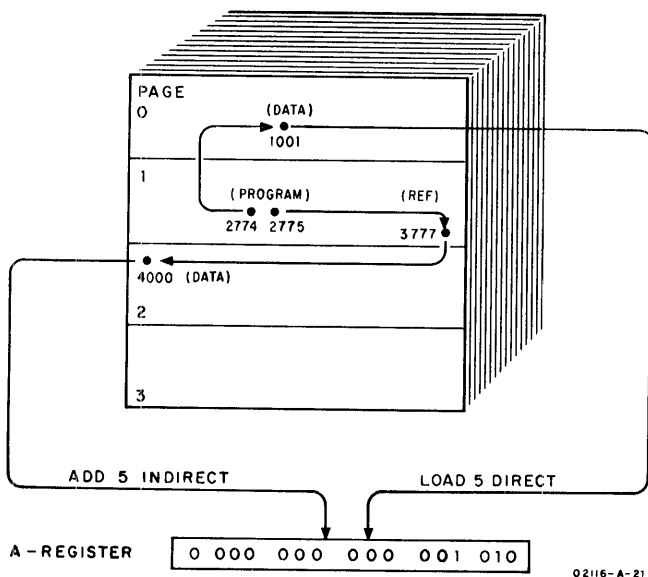 PAGE
0
(DATA)
1001
1
(PROGRAM)
(REF)
2774 2775
3777
4000 (DATA)
2
3
ADD 5 INDIRECT
LOAD 5 DIRECT
A-REGISTER
0 000 000 000 001 010
02116-A-21